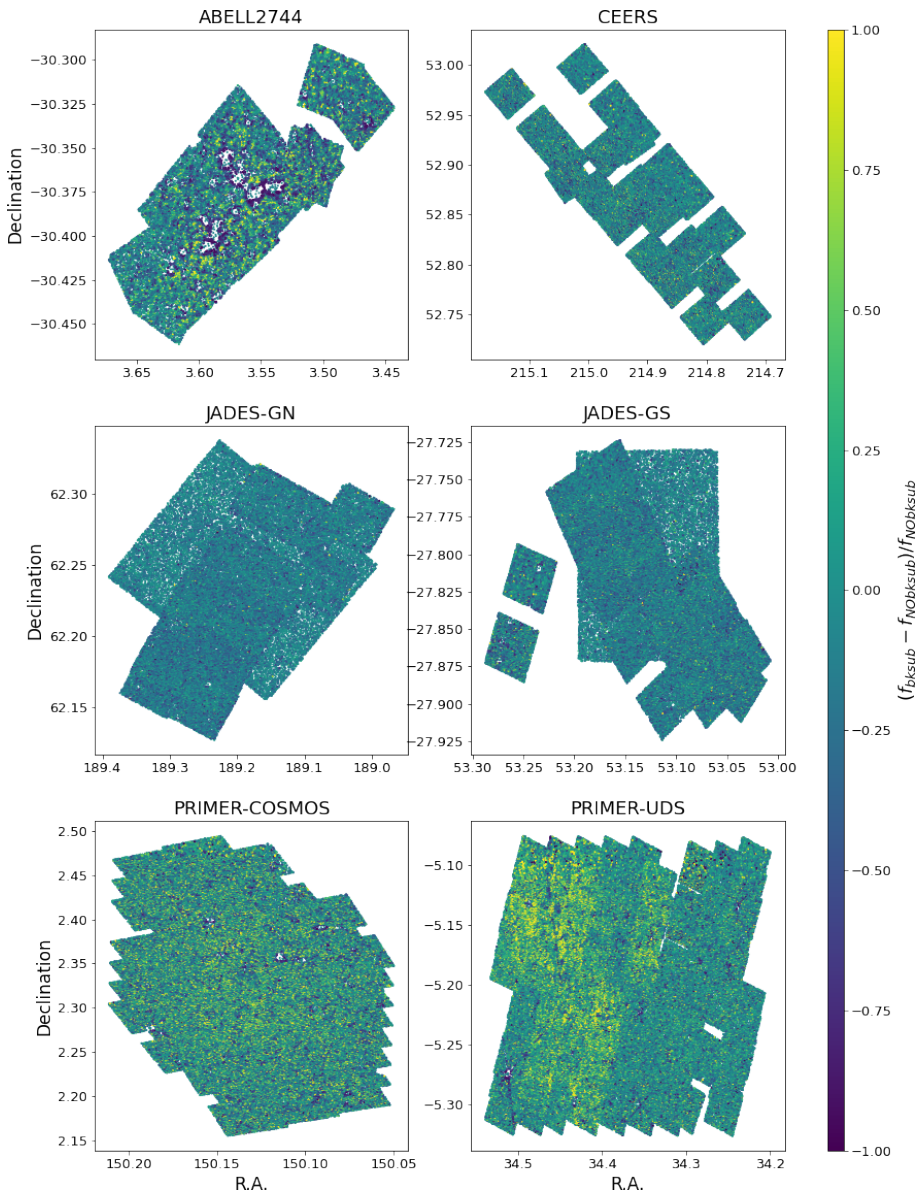 ABELL2744
CEERS
Declination
−30.300
−30.325
−30.350
−30.375
−30.400
−30.425
−30.450
3.65 3.60 3.55 3.50 3.45
53.00
52.95
52.90
52.85
52.80
52.75
215.1 215.0 214.9 214.8 214.7
JADES-GN
JADES-GS
Declination
62.30
62.25
62.20
62.15
189.4 189.3 189.2 189.1 189.0
−27.725
−27.750
−27.775
−27.800
−27.825
−27.850
−27.875
−27.900
−27.925
53.30 53.25 53.20 53.15 53.10 53.05 53.00
PRIMER-COSMOS
PRIMER-UDS
Declination
2.50
2.45
2.40
2.35
2.30
2.25
2.20
2.15
150.20 150.15 150.10 150.05
R.A.
−5.10
−5.15
−5.20
−5.25
−5.30
34.5 34.4 34.3 34.2
R.A.
1.00
0.75
0.50
0.25
0.00
−0.25
−0.50
−0.75
−1.00
(f_bksub − f_NObksub)/f_NObksub